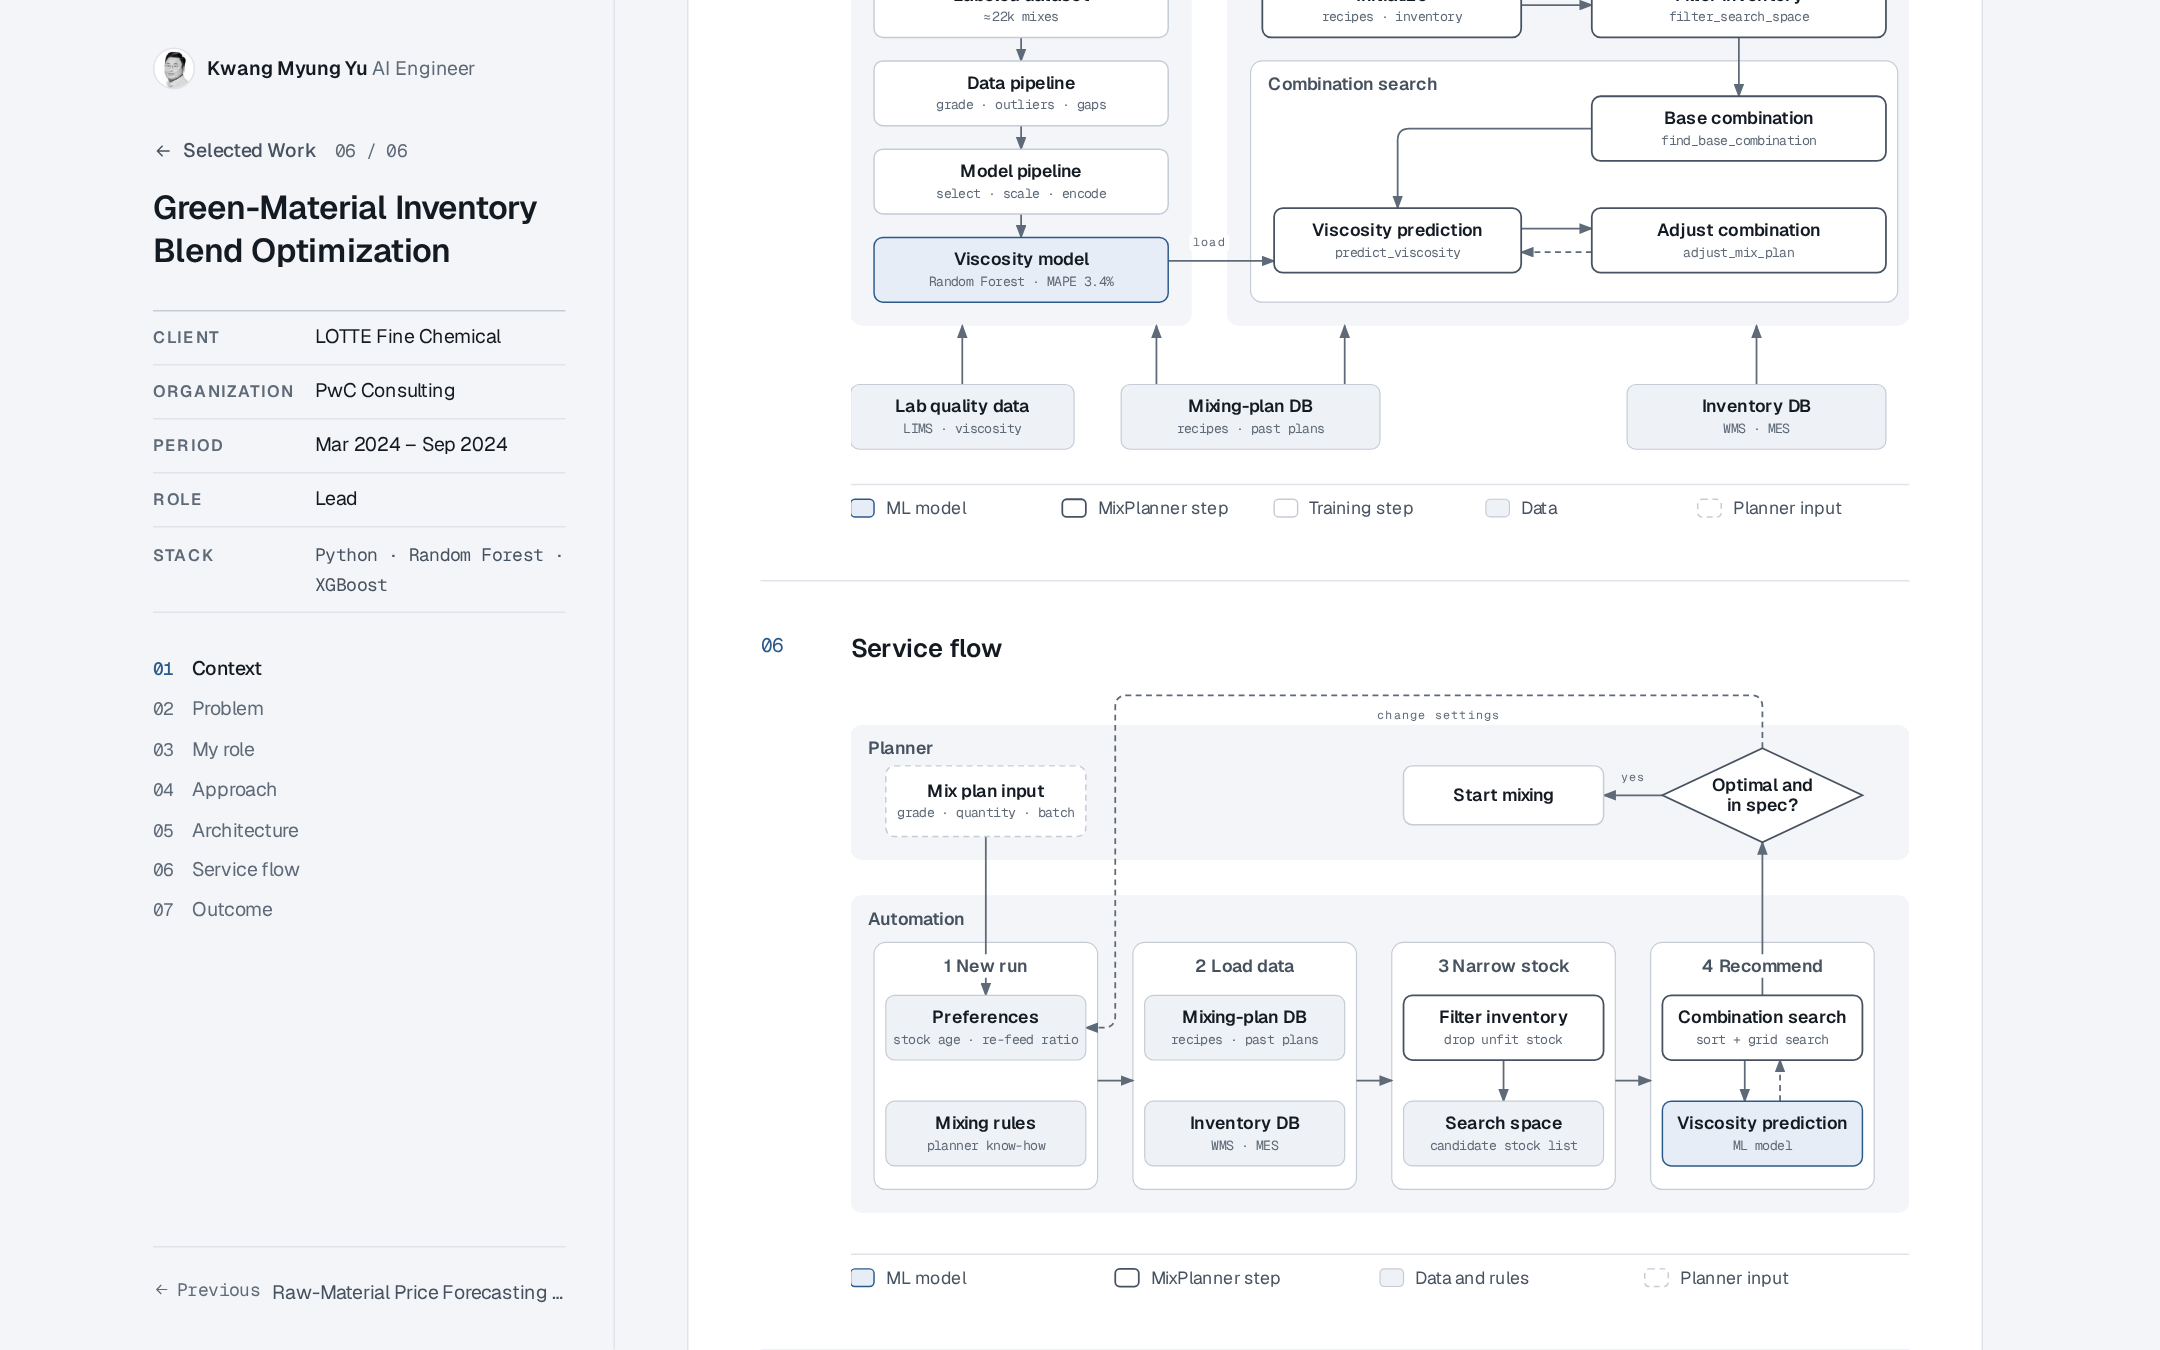 Kwang Myung Yu AI Engineer
← Selected Work 06 / 06
Green-Material Inventory
Blend Optimization
CLIENT LOTTE Fine Chemical
ORGANIZATION PwC Consulting
PERIOD Mar 2024 – Sep 2024
ROLE Lead
STACK Python · Random Forest ·
XGBoost
01 Context
02 Problem
03 My role
04 Approach
05 Architecture
06 Service flow
07 Outcome
← Previous Raw-Material Price Forecasting …
≈22k mixes
Data pipeline
grade · outliers · gaps
Model pipeline
select · scale · encode
Viscosity model
Random Forest · MAPE 3.4%
load
recipes · inventory
filter_search_space
Combination search
Base combination
find_base_combination
Viscosity prediction
predict_viscosity
Adjust combination
adjust_mix_plan
Lab quality data
LIMS · viscosity
Mixing-plan DB
recipes · past plans
Inventory DB
WMS · MES
ML model
MixPlanner step
Training step
Data
Planner input
06 Service flow
change settings
Planner
Mix plan input
grade · quantity · batch
Start mixing
yes
Optimal and
in spec?
Automation
1 New run
Preferences
stock age · re-feed ratio
Mixing rules
planner know-how
2 Load data
Mixing-plan DB
recipes · past plans
Inventory DB
WMS · MES
3 Narrow stock
Filter inventory
drop unfit stock
Search space
candidate stock list
4 Recommend
Combination search
sort + grid search
Viscosity prediction
ML model
ML model
MixPlanner step
Data and rules
Planner input